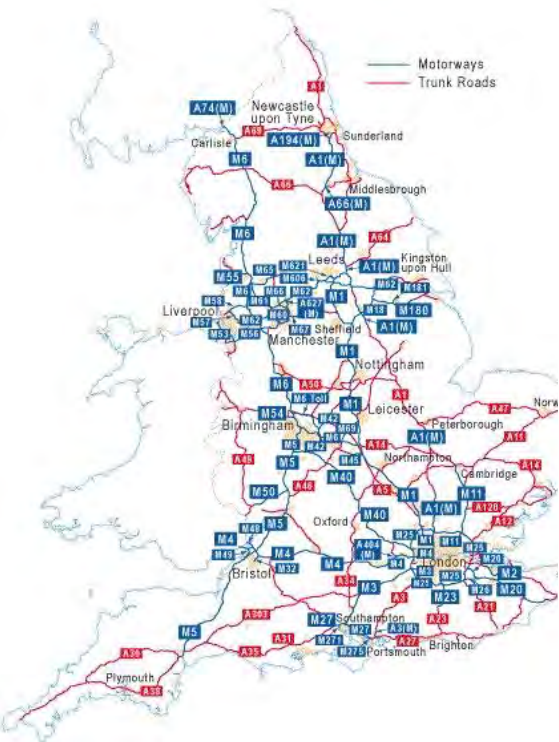 Motorways
Trunk Roads
A1
A74(M)
Newcastle
upon Tyne
A69
Sunderland
Carlisle
A194(M)
M6
A1(M)
A66
Middlesbrough
A66(M)
M6
A1(M)
A64
Leeds
M621
M65
M606
A1(M)
Kingston
upon Hull
M55
M6
M66
M62
M62
M181
M58
M61
A627
(M)
M1
M18
M180
Liverpool
M57
M62
M60
M53
M56
M67
Sheffield
A1(M)
Manchester
M1
Nottingham
M6
A50
M6 Toll
A1
M54
M1
Leicester
A47
Norw
Birmingham
M42
M69
Peterborough
A1(M)
A11
M5
M42
A14
A49
M5
M45
Northampton
Cambridge
A14
M40
A46
A5
M1
M11
M50
A1(M)
A120
A12
Oxford
M40
M5
M48
M4
M49
M4
M32
Bristol
M4
A404
(M)
M25
M1
M11
M4
M4
London
M25
M3
M25
M25
M26
M2
M20
A34
M3
M23
A3
A21
A23
A303
Southampton
M27
M27
A3(M)
M271
M275
Portsmouth
A27
Brighton
M5
A31
A35
Plymouth
A38